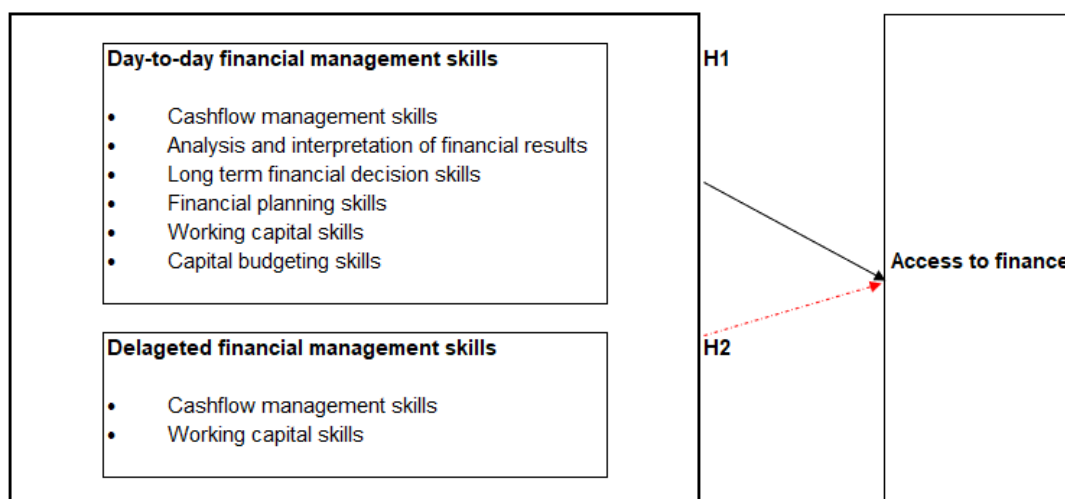 Day-to-day financial management skills
H1
• Cashflow management skills
• Analysis and interpretation of financial results
• Long term financial decision skills
• Financial planning skills
• Working capital skills
• Capital budgeting skills
Access to finance
Delageted financial management skills
H2
• Cashflow management skills
• Working capital skills